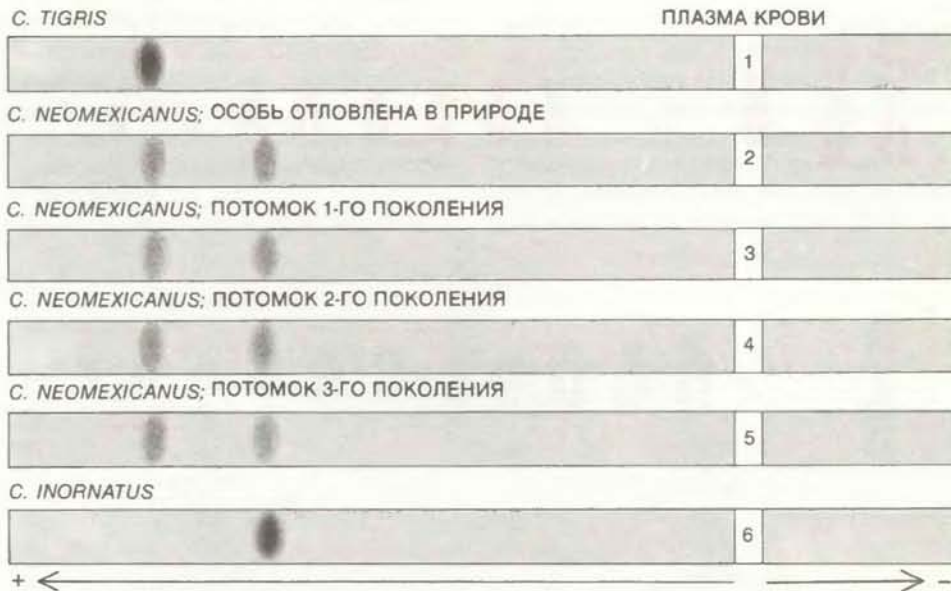 C. TIGRIS ПЛАЗМА КРОВИ
1
C. NEOMEXICANUS; ОСОБЬ ОТЛОВЛЕНА В ПРИРОДЕ
2
C. NEOMEXICANUS; ПОТОМОК 1-ГО ПОКОЛЕНИЯ
3
C. NEOMEXICANUS; ПОТОМОК 2-ГО ПОКОЛЕНИЯ
4
C. NEOMEXICANUS; ПОТОМОК 3-ГО ПОКОЛЕНИЯ
5
C. INORNATUS
6
+ −